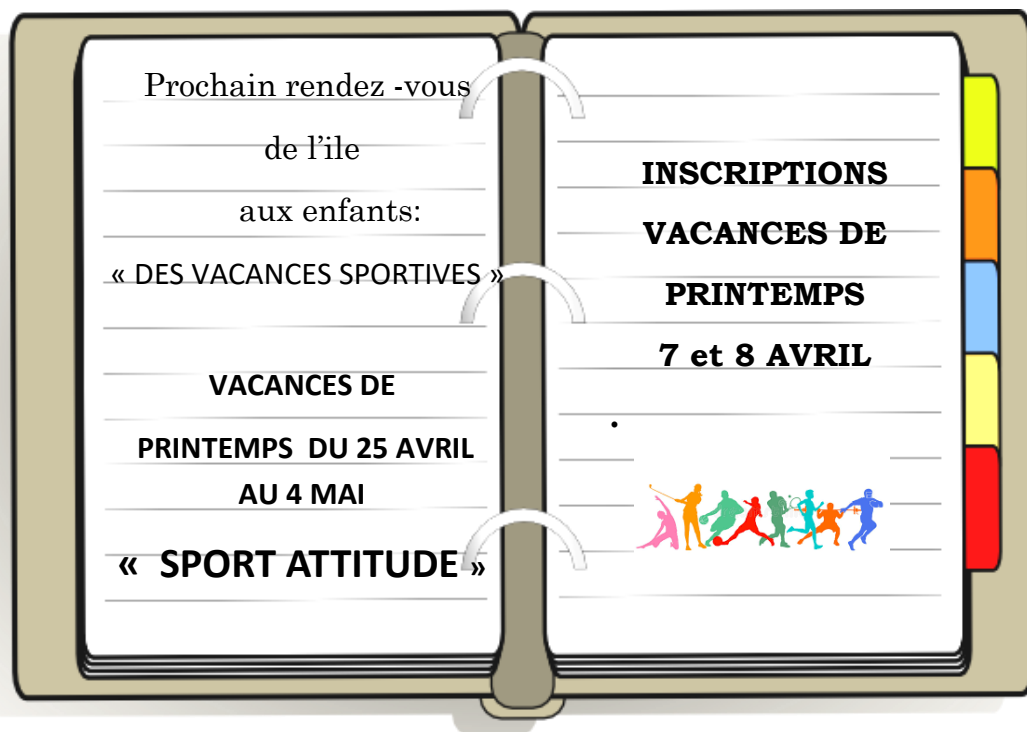 Prochain rendez -vous
de l’ile
aux enfants:
« DES VACANCES SPORTIVES »
VACANCES DE
PRINTEMPS DU 25 AVRIL
AU 4 MAI
« SPORT ATTITUDE »
INSCRIPTIONS
VACANCES DE
PRINTEMPS
7 et 8 AVRIL
.